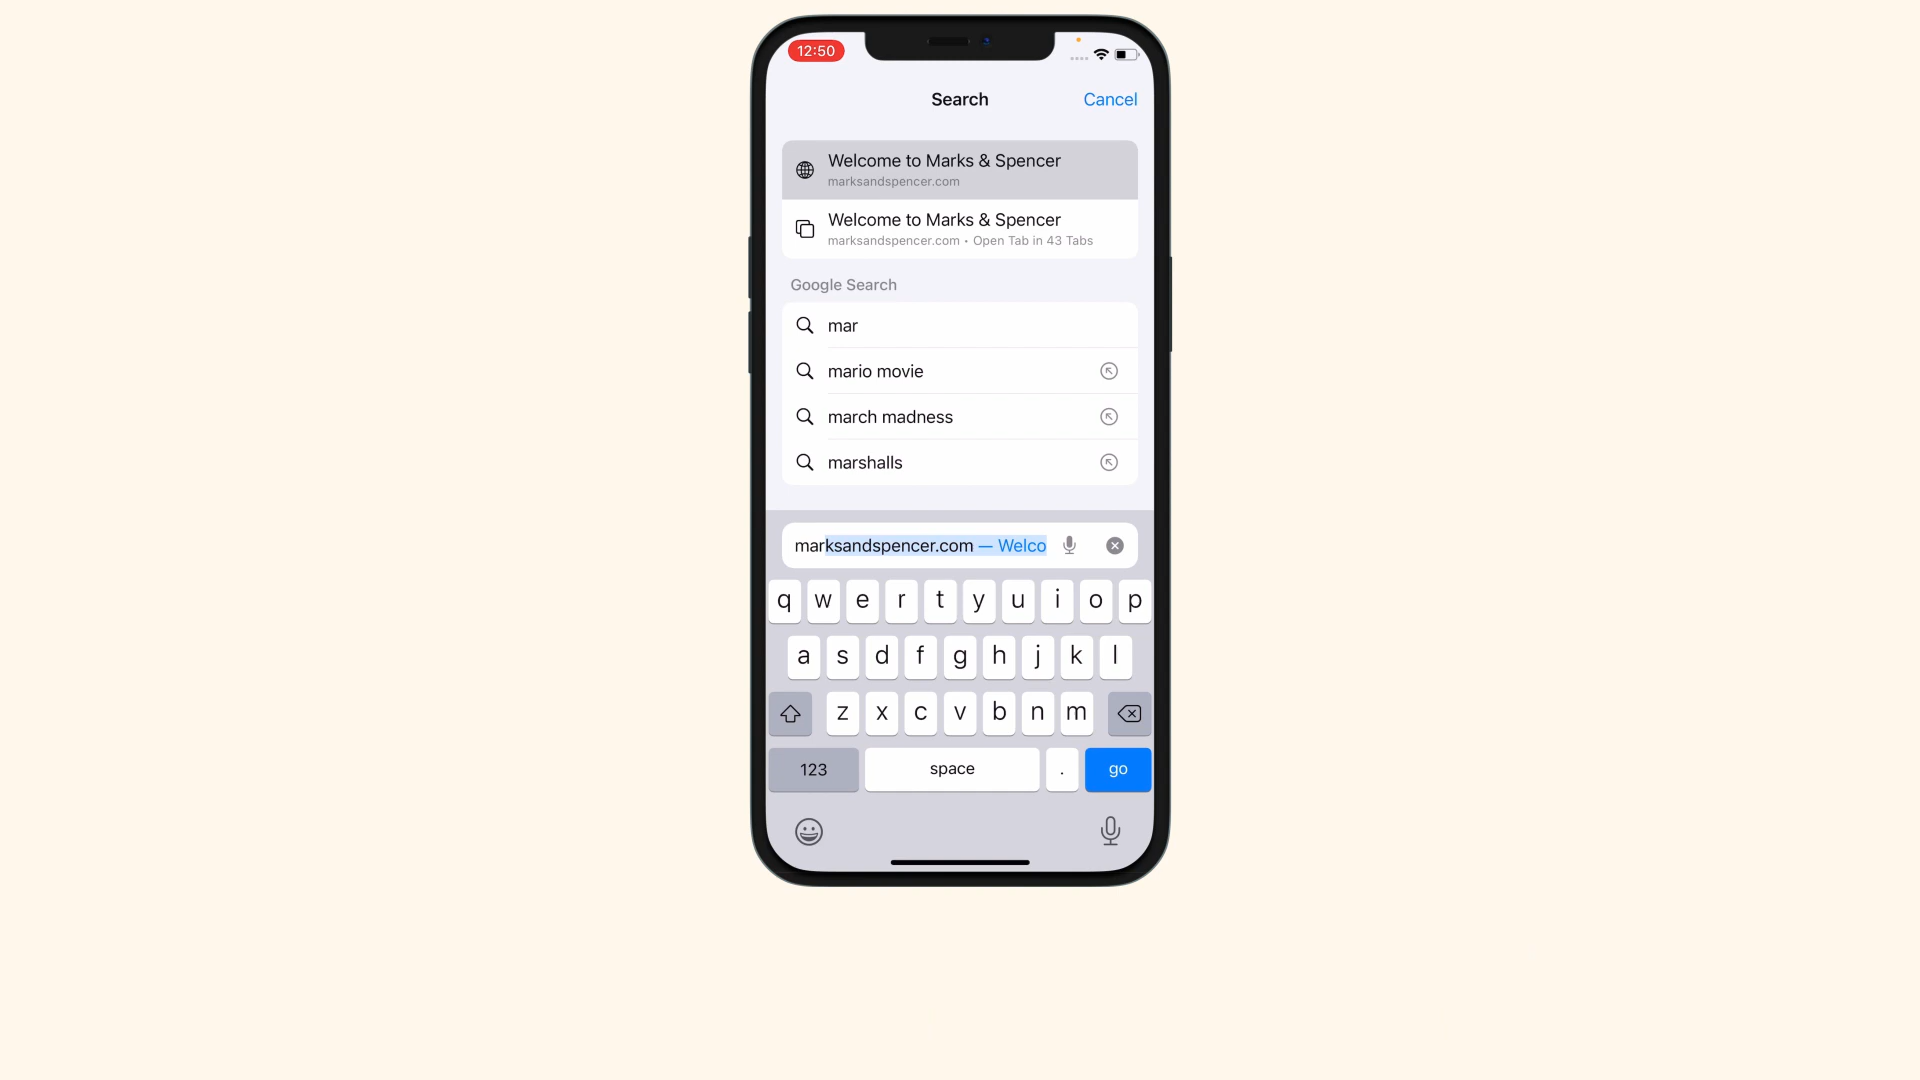 12:50
Search
Cancel
Welcome to Marks & Spencer
marksandspencer.com
Welcome to Marks & Spencer
marksandspencer.com • Open Tab in 43 Tabs
Google Search
mar
mario movie
march madness
marshalls
marksandspencer.com — Welco
q w e r t y u i o p
a s d f g h j k l
z x c v b n m
123 space . go